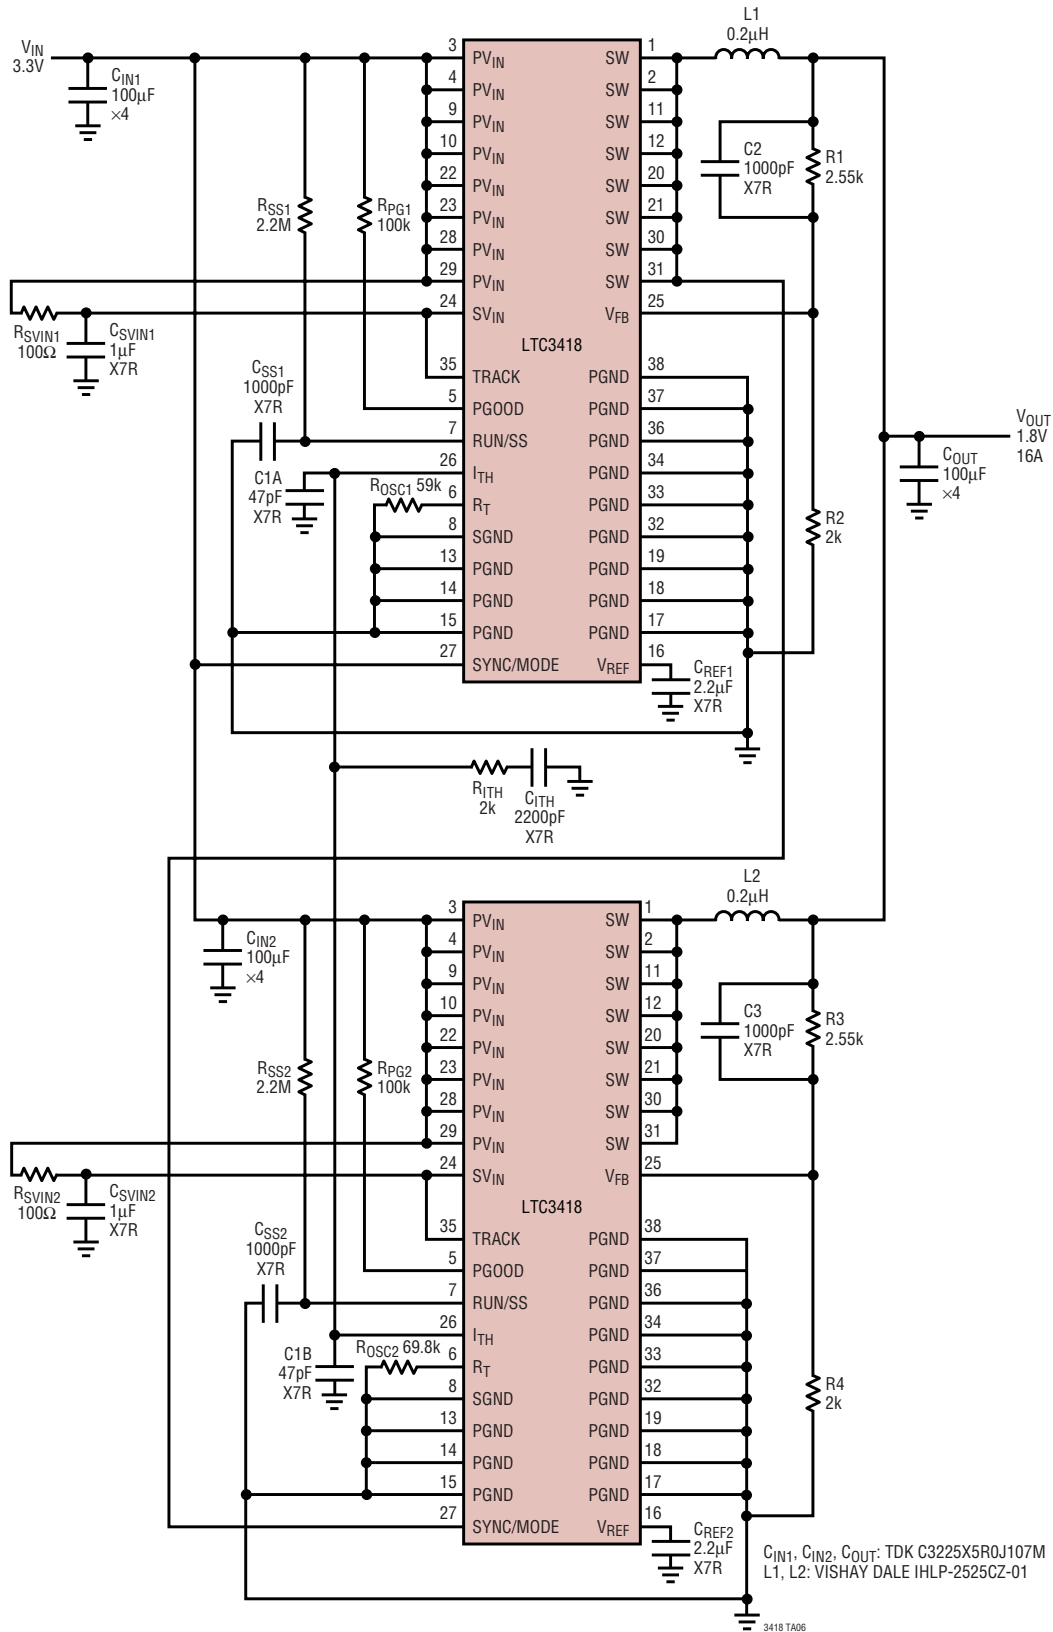 VIN
3.3V
CIN1
100µF
×4
RSS1
2.2M
RPG1
100k
RSVIN1
100Ω
CSVIN1
1µF
X7R
CSS1
1000pF
X7R
C1A
47pF
X7R
ROSC1 59k
3 PVIN
4 PVIN
9 PVIN
10 PVIN
22 PVIN
23 PVIN
28 PVIN
29 PVIN
24 SVIN
35 TRACK
5 PGOOD
7 RUN/SS
26 ITH
6 RT
8 SGND
13 PGND
14 PGND
15 PGND
27 SYNC/MODE
LTC3418
SW 1
SW 2
SW 11
SW 12
SW 20
SW 21
SW 30
SW 31
VFB 25
PGND 38
PGND 37
PGND 36
PGND 34
PGND 33
PGND 32
PGND 19
PGND 18
PGND 17
VREF 16
L1
0.2µH
C2
1000pF
X7R
R1
2.55k
R2
2k
CREF1
2.2µF
X7R
VOUT
1.8V
16A
COUT
100µF
×4
RITH
2k
CITH
2200pF
X7R
CIN2
100µF
×4
RSS2
2.2M
RPG2
100k
RSVIN2
100Ω
CSVIN2
1µF
X7R
CSS2
1000pF
X7R
C1B
47pF
X7R
ROSC2 69.8k
3 PVIN
4 PVIN
9 PVIN
10 PVIN
22 PVIN
23 PVIN
28 PVIN
29 PVIN
24 SVIN
35 TRACK
5 PGOOD
7 RUN/SS
26 ITH
6 RT
8 SGND
13 PGND
14 PGND
15 PGND
27 SYNC/MODE
LTC3418
SW 1
SW 2
SW 11
SW 12
SW 20
SW 21
SW 30
SW 31
VFB 25
PGND 38
PGND 37
PGND 36
PGND 34
PGND 33
PGND 32
PGND 19
PGND 18
PGND 17
VREF 16
L2
0.2µH
C3
1000pF
X7R
R3
2.55k
R4
2k
CREF2
2.2µF
X7R
CIN1, CIN2, COUT: TDK C3225X5R0J107M
L1, L2: VISHAY DALE IHLP-2525CZ-01
3418 TA06